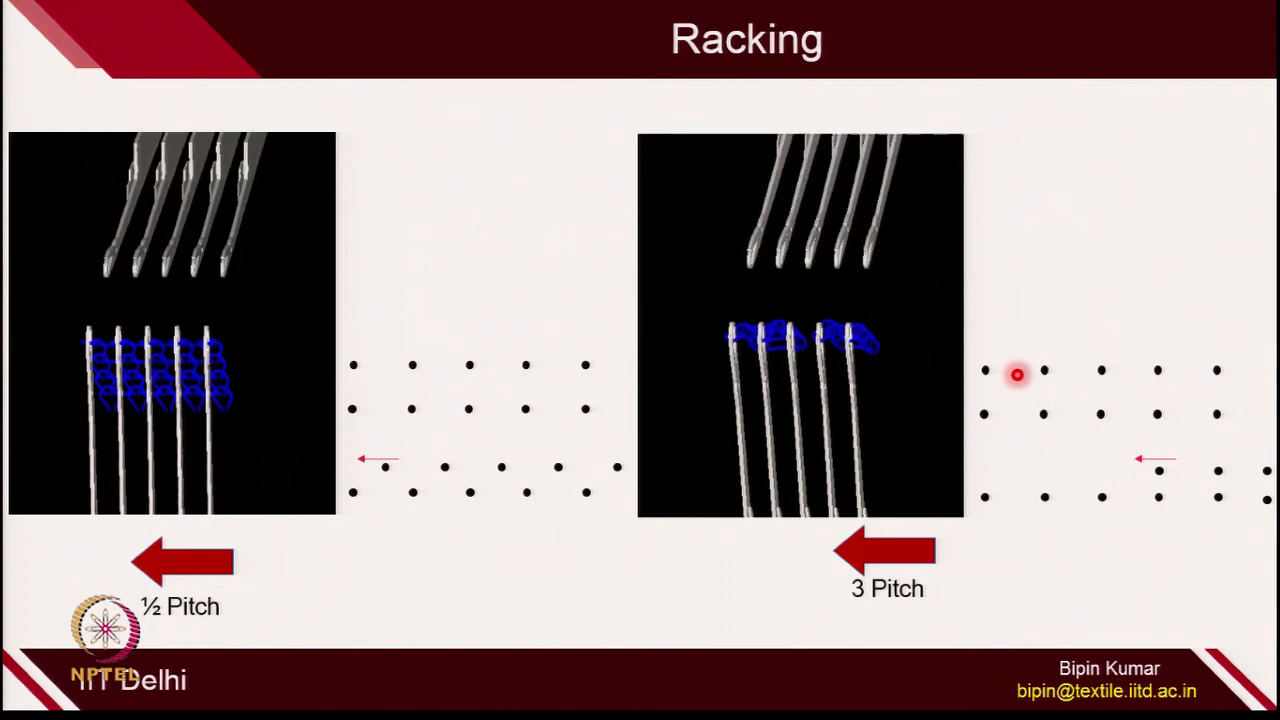 Racking
½ Pitch
3 Pitch
NPTEL
IIT Delhi
Bipin Kumar
bipin@textile.iitd.ac.in